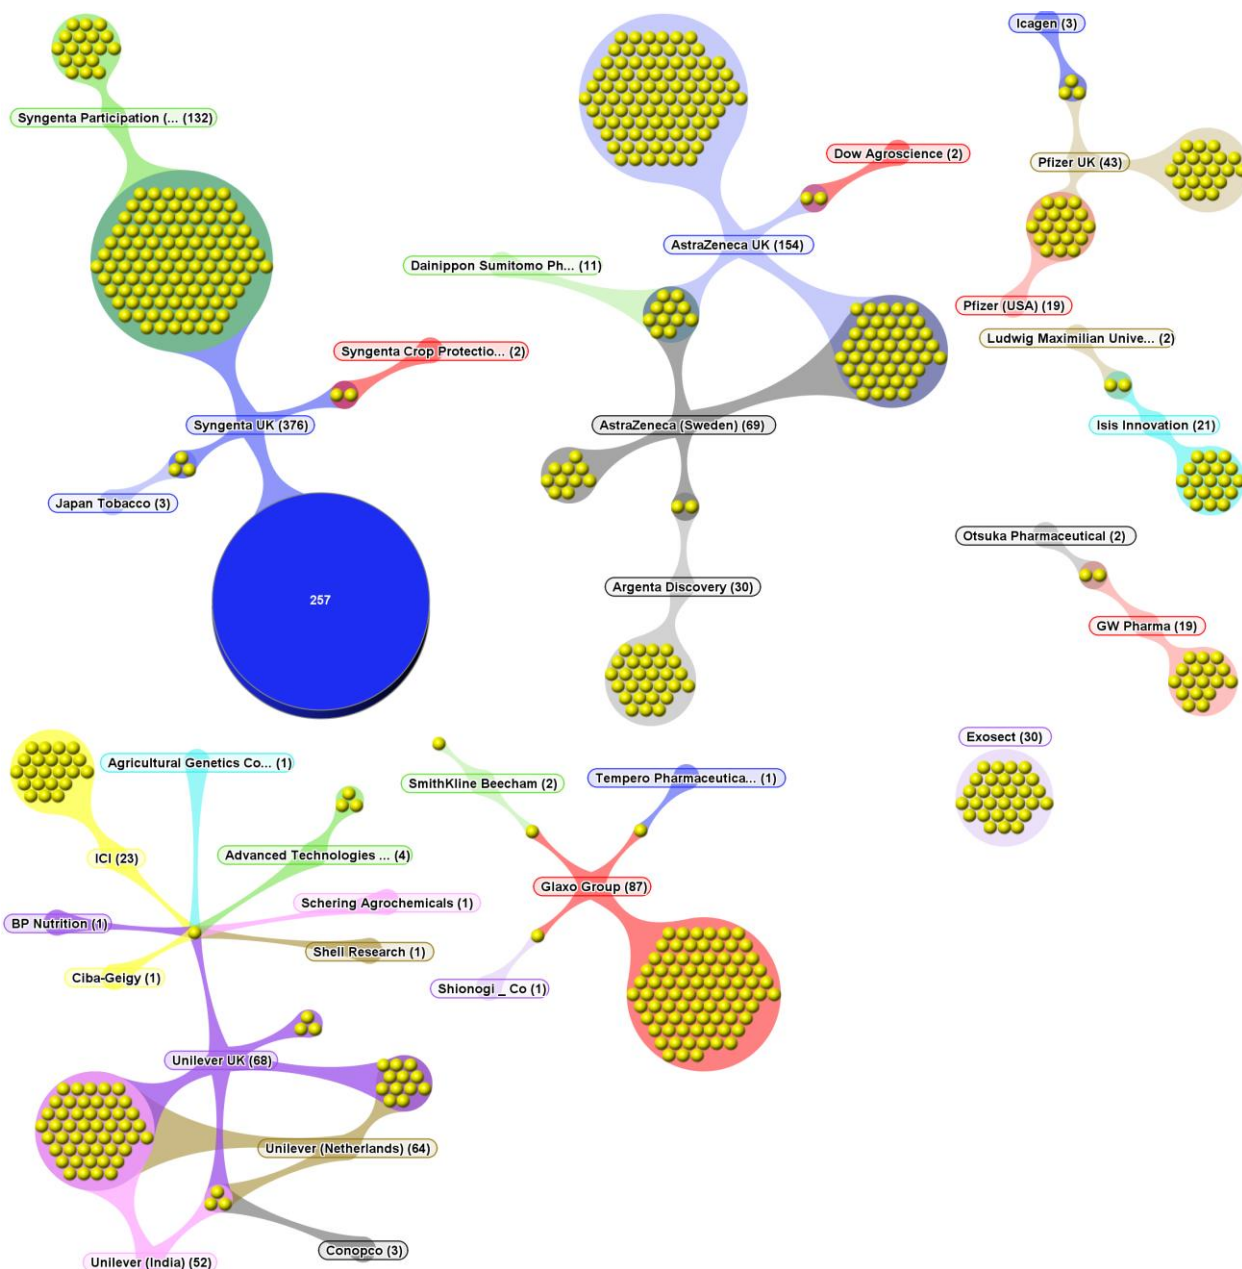 Icagen (3)
Syngenta Participation (... (132)
Dow Agroscience (2)
Pfizer UK (43)
AstraZeneca UK (154)
Dainippon Sumitomo Ph... (11)
Pfizer (USA) (19)
Ludwig Maximilian Unive... (2)
Syngenta Crop Protectio... (2)
Syngenta UK (376)
AstraZeneca (Sweden) (69)
Isis Innovation (21)
Japan Tobacco (3)
Otsuka Pharmaceutical (2)
Argenta Discovery (30)
257
GW Pharma (19)
Exosect (30)
Agricultural Genetics Co... (1)
SmithKline Beecham (2)
Tempero Pharmaceutica... (1)
ICI (23)
Advanced Technologies ... (4)
Glaxo Group (87)
Schering Agrochemicals (1)
BP Nutrition (1)
Shell Research (1)
Ciba-Geigy (1)
Shionogi _ Co (1)
Unilever UK (68)
Unilever (Netherlands) (64)
Conopco (3)
Unilever (India) (52)